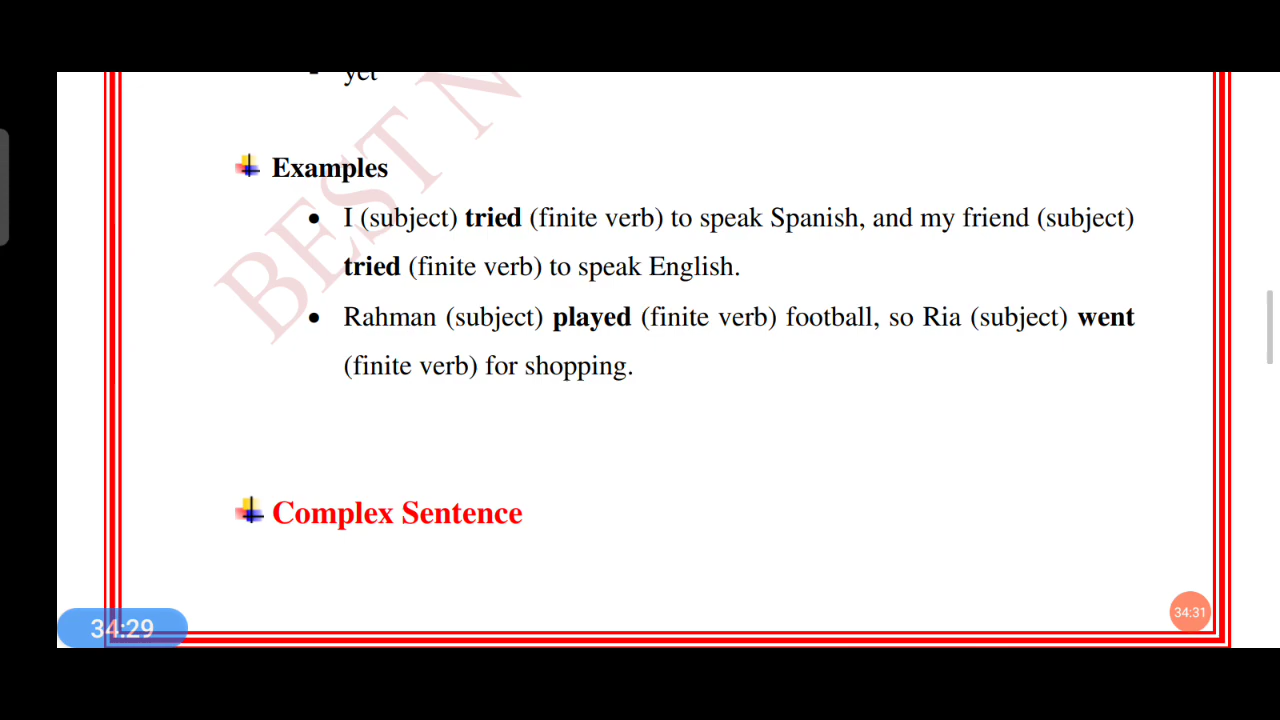 yet
BEST N
Examples
• I (subject) tried (finite verb) to speak Spanish, and my friend (subject)
tried (finite verb) to speak English.
• Rahman (subject) played (finite verb) football, so Ria (subject) went
(finite verb) for shopping.
Complex Sentence
34:31
34:29